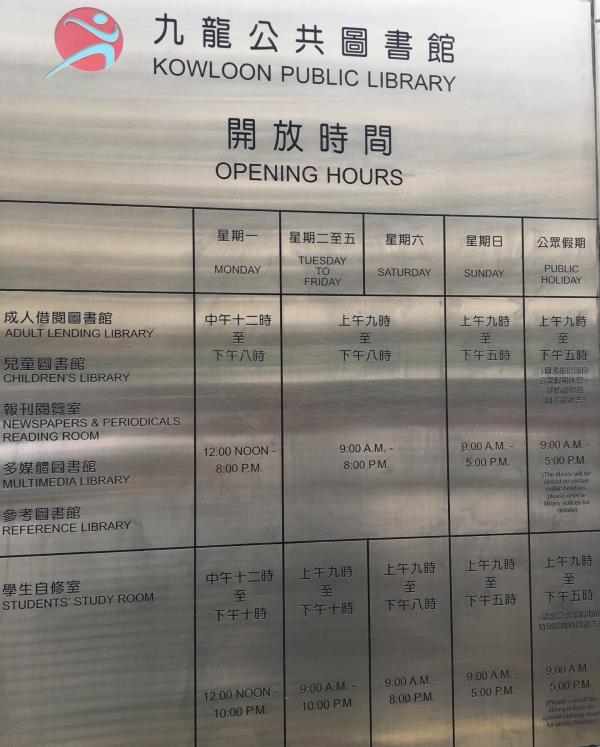 九龍公共圖書館
KOWLOON PUBLIC LIBRARY
開放時間
OPENING HOURS
星期一
MONDAY
星期二至五
TUESDAY
TO
FRIDAY
星期六
SATURDAY
星期日
SUNDAY
公眾假期
PUBLIC
HOLIDAY
成人借閱圖書館
ADULT LENDING LIBRARY
兒童圖書館
CHILDREN'S LIBRARY
報刊閱覽室
NEWSPAPERS & PERIODICALS
READING ROOM
多媒體圖書館
MULTIMEDIA LIBRARY
參考圖書館
REFERENCE LIBRARY
中午十二時
至
下午八時
12:00 NOON -
8:00 P.M.
上午九時
至
下午八時
9:00 A.M. -
8:00 P.M.
上午九時
至
下午五時
9:00 A.M. -
5:00 P.M.
上午九時
至
下午五時
9:00 A.M. -
5:00 P.M.
(The library will be
closed on certain
public holidays,
please refer to
library notices for
details)
學生自修室
STUDENTS' STUDY ROOM
中午十二時
至
下午十時
12:00 NOON -
10:00 P.M.
上午九時
至
下午十時
9:00 A.M. -
10:00 P.M.
上午九時
至
下午八時
9:00 A.M. -
8:00 P.M.
上午九時
至
下午五時
9:00 A.M. -
5:00 P.M.
上午九時
至
下午五時
9:00 A.M. -
5:00 P.M.
(Please consult the
library notices for
special opening hours
for public holidays)